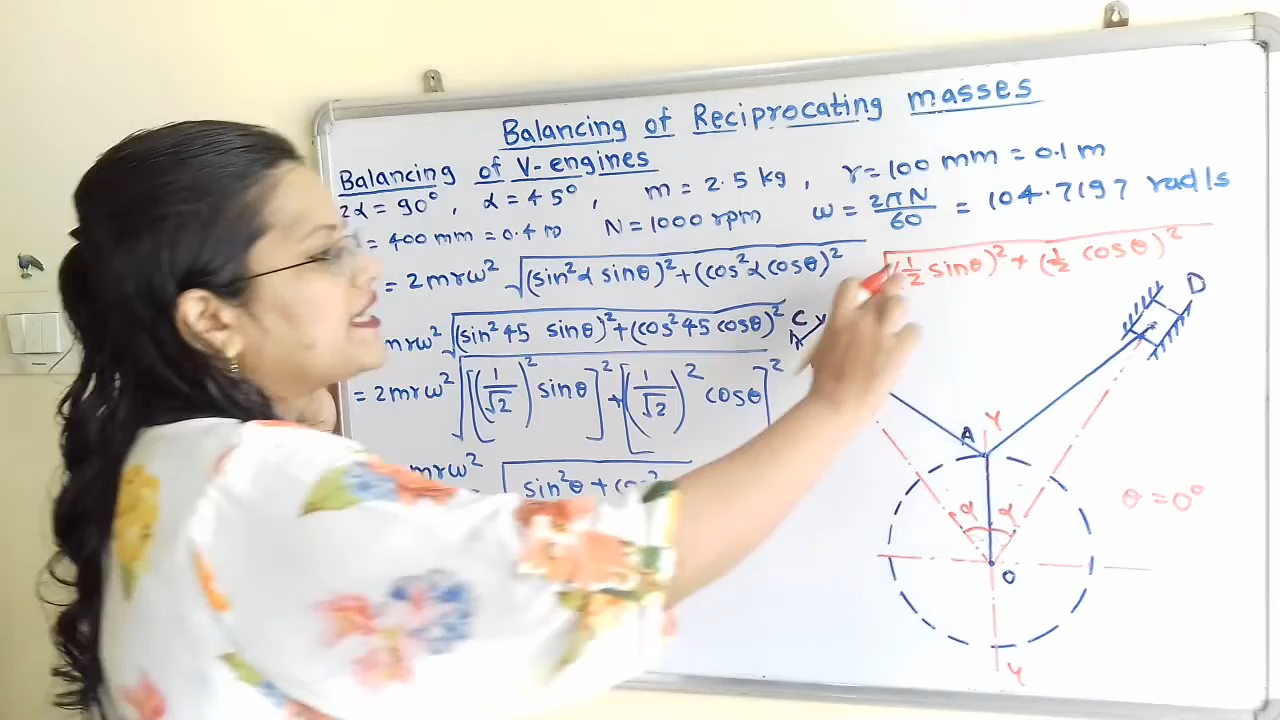 Balancing of Reciprocating masses
Balancing of V-engines
2α = 90°, α = 45°, m = 2.5 kg, r = 100 mm = 0.1 m
= 400 mm = 0.4 m N = 1000 rpm ω = 2πN/60 = 104.7197 rad/s
= 2mrω² √((sin²α sinθ)² + (cos²α cosθ)²)
√((1/2 sinθ)² + (1/2 cosθ)²)
mrω² √((sin²45 sinθ)² + (cos²45 cosθ)²)
= 2mrω² √([(1/√2)² sinθ]² + [(1/√2)² cosθ]²)
mrω² √(sin²θ +
C
D
A
Y
α α
θ = 0°
O
Y